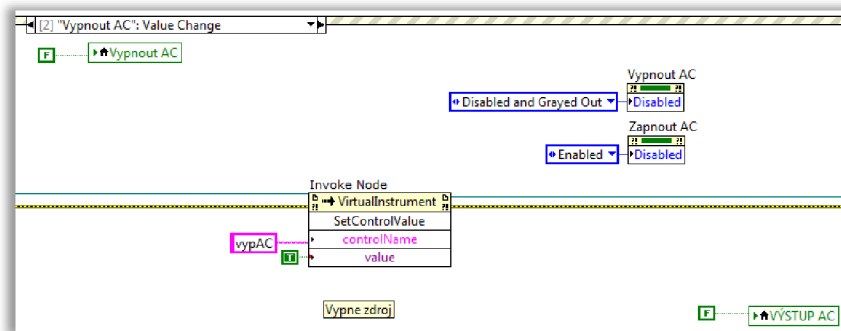 [2] "Vypnout AC": Value Change
F
Vypnout AC
Vypnout AC
Disabled and Grayed Out
Disabled
Zapnout AC
Enabled
Disabled
Invoke Node
VirtualInstrument
SetControlValue
vypAC
controlName
T
value
Vypne zdroj
F
VÝSTUP AC